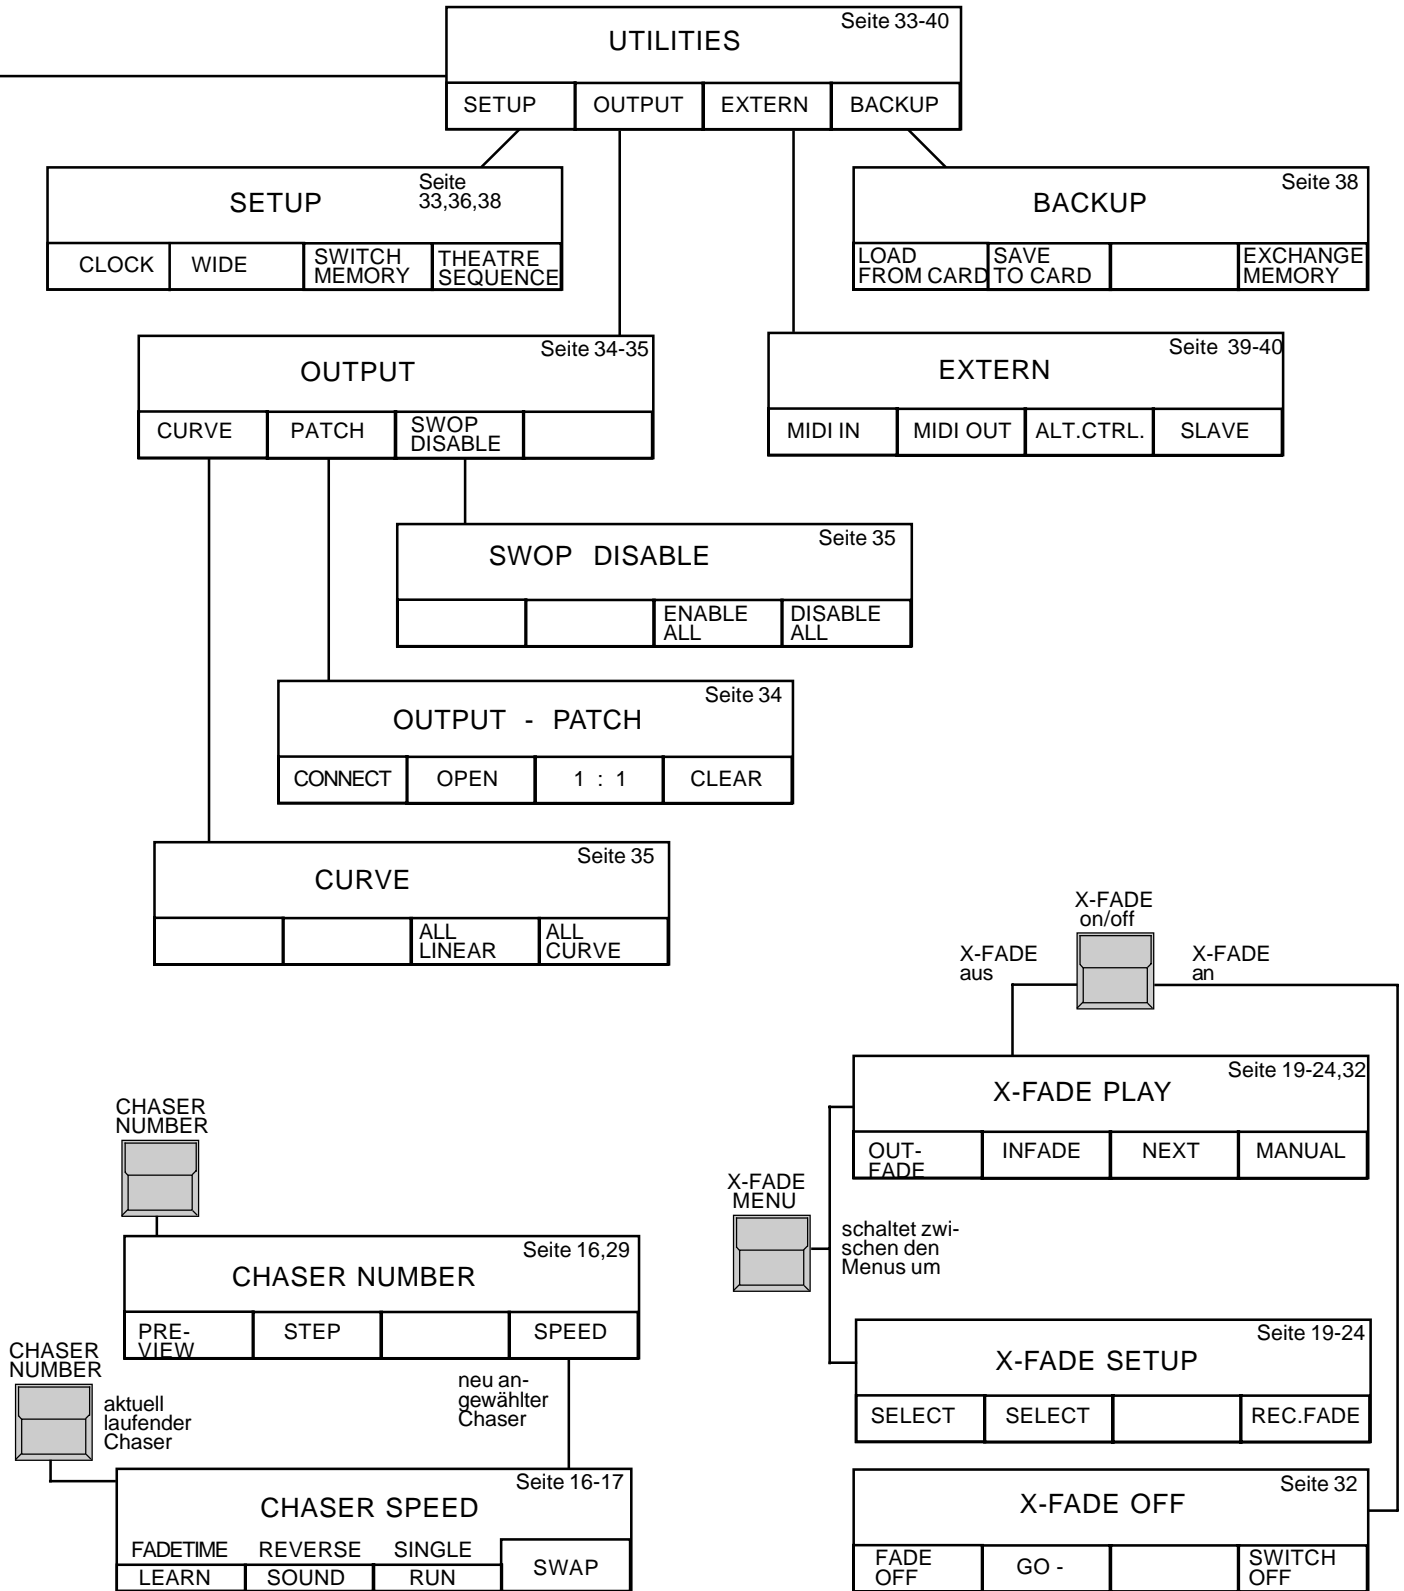 Seite 33-40
UTILITIES
SETUP OUTPUT EXTERN BACKUP
Seite
33,36,38
SETUP
CLOCK WIDE SWITCH MEMORY THEATRE SEQUENCE
Seite 38
BACKUP
LOAD FROM CARD SAVE TO CARD EXCHANGE MEMORY
Seite 34-35
OUTPUT
CURVE PATCH SWOP DISABLE
Seite 39-40
EXTERN
MIDI IN MIDI OUT ALT.CTRL. SLAVE
Seite 35
SWOP DISABLE
ENABLE ALL DISABLE ALL
Seite 34
OUTPUT - PATCH
CONNECT OPEN 1 : 1 CLEAR
Seite 35
CURVE
ALL LINEAR ALL CURVE
X-FADE
on/off
X-FADE
aus
X-FADE
an
Seite 19-24,32
X-FADE PLAY
OUT-FADE INFADE NEXT MANUAL
X-FADE
MENU
schaltet zwi-
schen den
Menus um
Seite 19-24
X-FADE SETUP
SELECT SELECT REC.FADE
Seite 32
X-FADE OFF
FADE OFF GO - SWITCH OFF
CHASER
NUMBER
Seite 16,29
CHASER NUMBER
PRE-VIEW STEP SPEED
CHASER
NUMBER
aktuell
laufender
Chaser
neu an-
gewählter
Chaser
Seite 16-17
CHASER SPEED
FADETIME REVERSE SINGLE
LEARN SOUND RUN SWAP